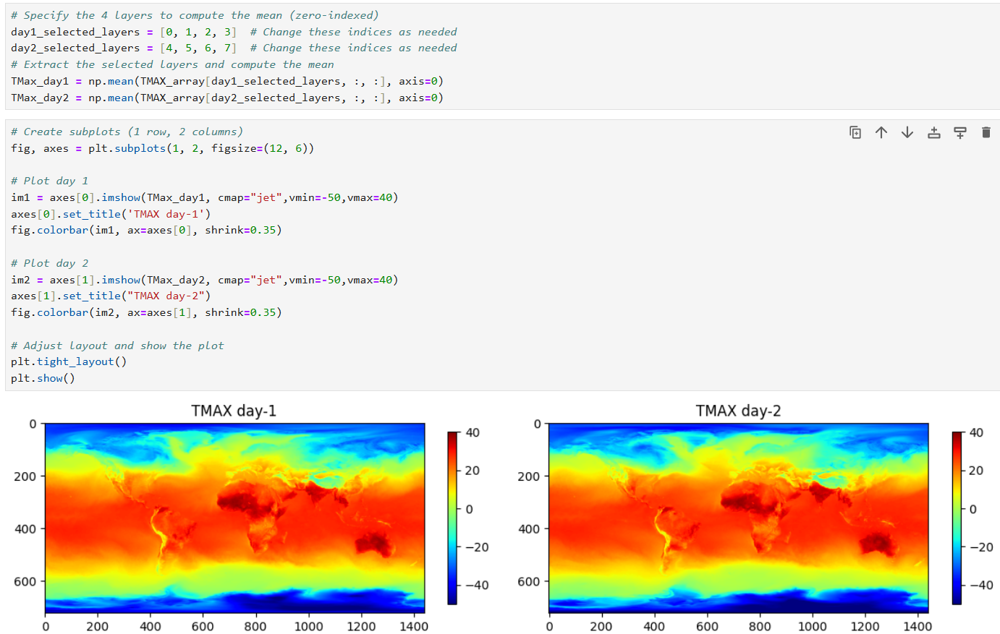 # Specify the 4 layers to compute the mean (zero-indexed)
day1_selected_layers = [0, 1, 2, 3]  # Change these indices as needed
day2_selected_layers = [4, 5, 6, 7]  # Change these indices as needed
# Extract the selected layers and compute the mean
TMax_day1 = np.mean(TMAX_array[day1_selected_layers, :, :], axis=0)
TMax_day2 = np.mean(TMAX_array[day2_selected_layers, :, :], axis=0)
# Create subplots (1 row, 2 columns)
fig, axes = plt.subplots(1, 2, figsize=(12, 6))
# Plot day 1
im1 = axes[0].imshow(TMax_day1, cmap="jet",vmin=-50,vmax=40)
axes[0].set_title('TMAX day-1')
fig.colorbar(im1, ax=axes[0], shrink=0.35)
# Plot day 2
im2 = axes[1].imshow(TMax_day2, cmap="jet",vmin=-50,vmax=40)
axes[1].set_title("TMAX day-2")
fig.colorbar(im2, ax=axes[1], shrink=0.35)
# Adjust layout and show the plot
plt.tight_layout()
plt.show()
TMAX day-1
0
200
400
600
0 200 400 600 800 1000 1200 1400
40
20
0
−20
−40
TMAX day-2
0
200
400
600
0 200 400 600 800 1000 1200 1400
40
20
0
−20
−40